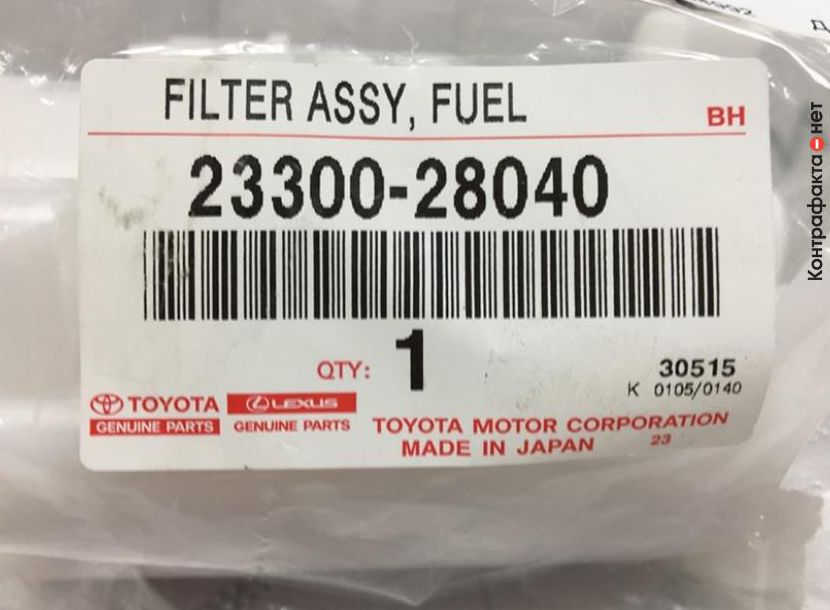 FILTER ASSY, FUEL
BH
23300-28040
QTY: 1
30515
K 0105/0140
TOYOTA
GENUINE PARTS
LEXUS
GENUINE PARTS
TOYOTA MOTOR CORPORATION
MADE IN JAPAN 23
Контрафакта нет